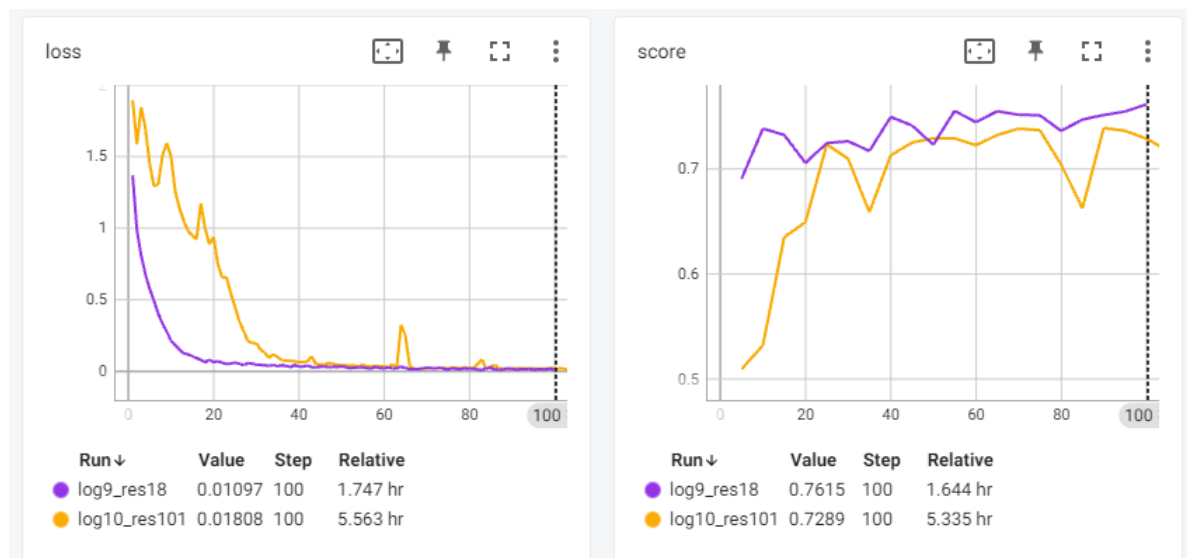 loss
1.5
1
0.5
0
0 20 40 60 80 100
Run↓ Value Step Relative
log9_res18 0.01097 100 1.747 hr
log10_res101 0.01808 100 5.563 hr
score
0.7
0.6
0.5
0 20 40 60 80 100
Run↓ Value Step Relative
log9_res18 0.7615 100 1.644 hr
log10_res101 0.7289 100 5.335 hr